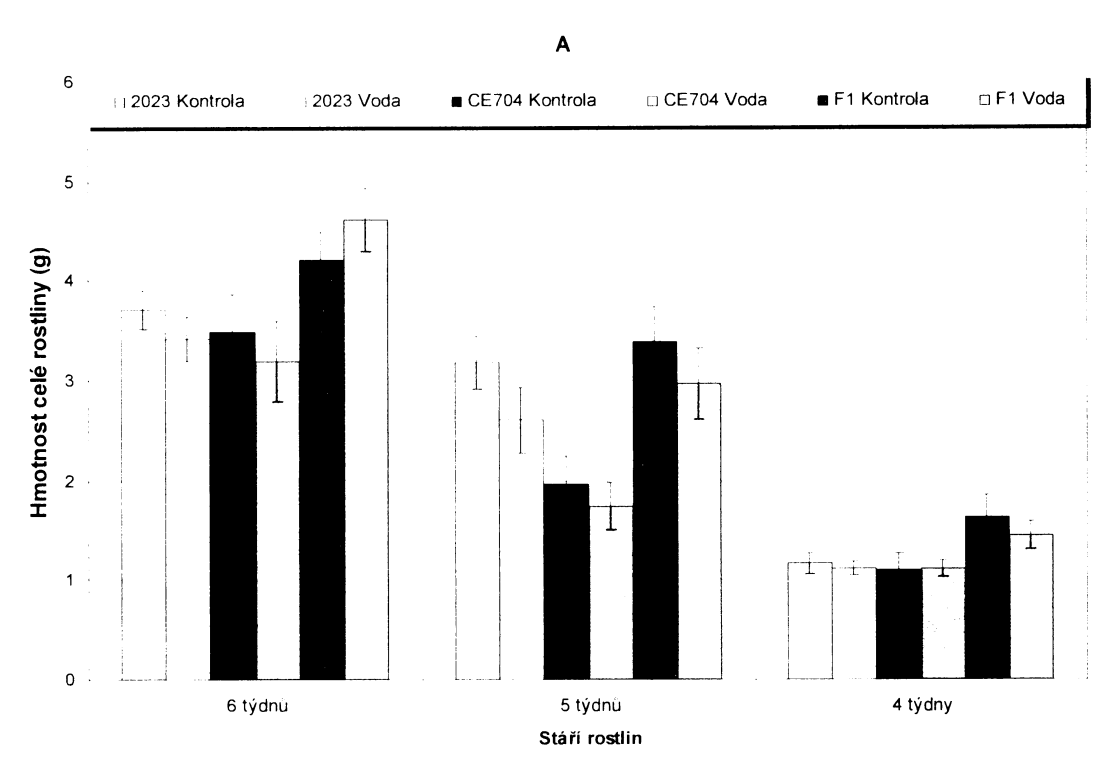 A
6
2023 Kontrola 2023 Voda CE704 Kontrola CE704 Voda F1 Kontrola F1 Voda
5
4
3
2
1
0
Hmotnost celé rostliny (g)
6 týdnů 5 týdnů 4 týdny
Stáří rostlin